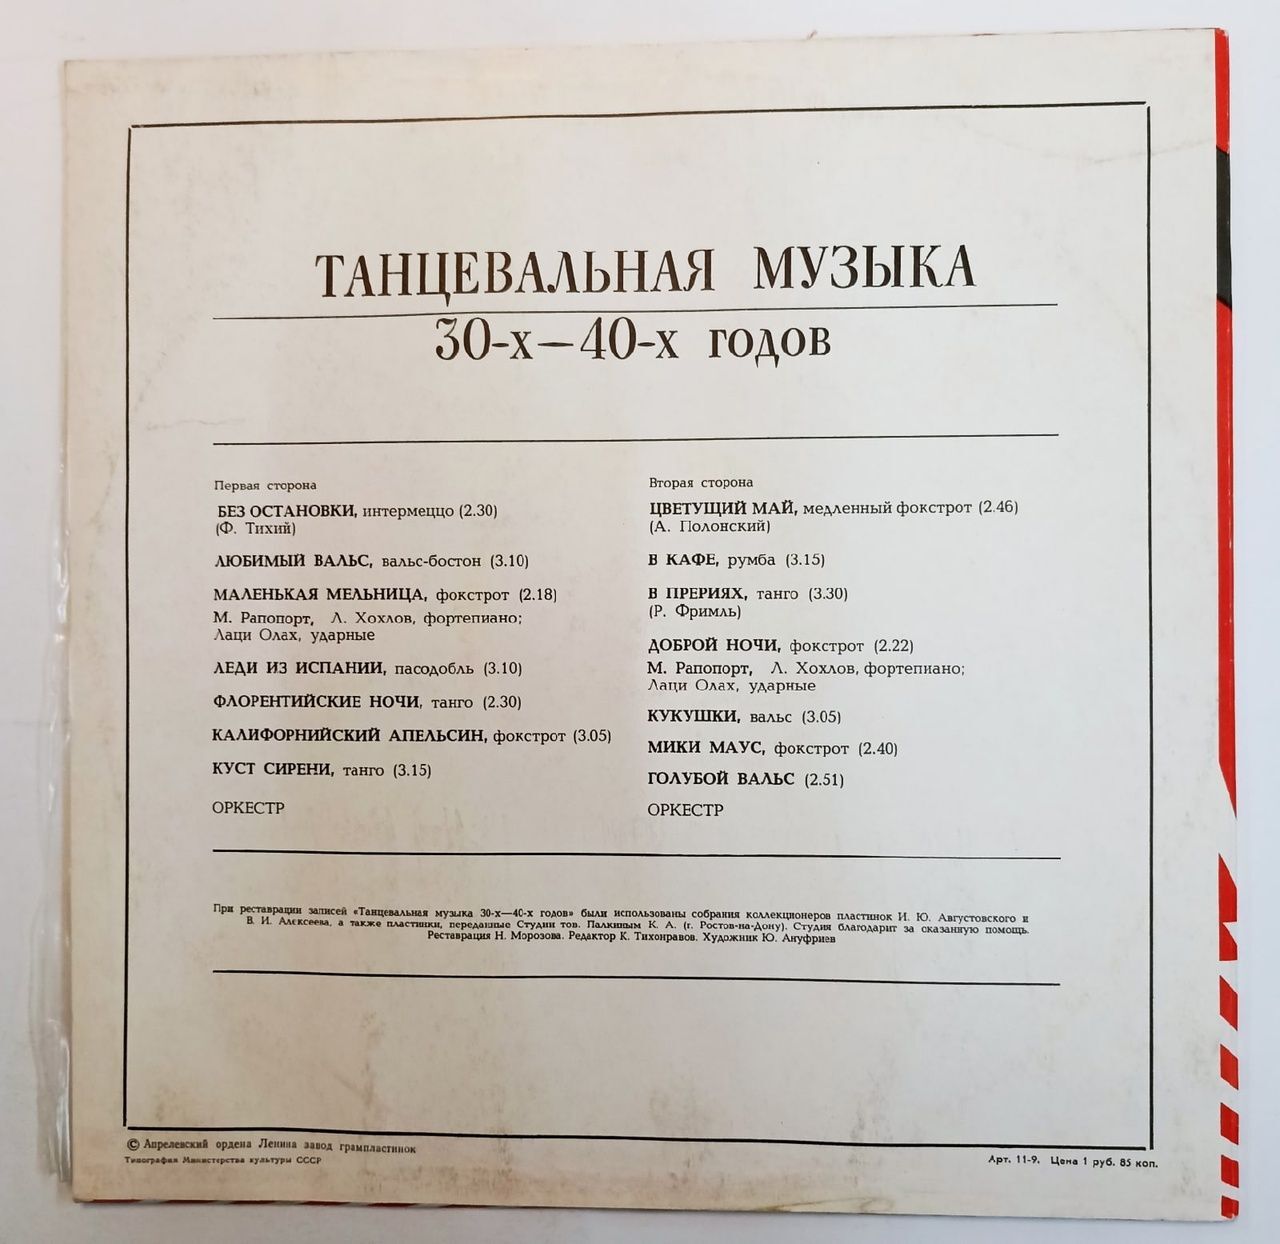 ТАНЦЕВАЛЬНАЯ МУЗЫКА
30-х—40-х годов
Первая сторона
БЕЗ ОСТАНОВКИ, интермеццо (2.30)
(Ф. Тихий)
ЛЮБИМЫЙ ВАЛЬС, вальс-бостон (3.10)
МАЛЕНЬКАЯ МЕЛЬНИЦА, фокстрот (2.18)
М. Рапопорт, Л. Хохлов, фортепиано;
Лаци Олах, ударные
ЛЕДИ ИЗ ИСПАНИИ, пасодобль (3.10)
ФЛОРЕНТИЙСКИЕ НОЧИ, танго (2.30)
КАЛИФОРНИЙСКИЙ АПЕЛЬСИН, фокстрот (3.05)
КУСТ СИРЕНИ, танго (3.15)
ОРКЕСТР
Вторая сторона
ЦВЕТУЩИЙ МАЙ, медленный фокстрот (2.46)
(А. Полонский)
В КАФЕ, румба (3.15)
В ПРЕРИЯХ, танго (3.30)
(Р. Фримль)
ДОБРОЙ НОЧИ, фокстрот (2.22)
М. Рапопорт, Л. Хохлов, фортепиано;
Лаци Олах, ударные
КУКУШКИ, вальс (3.05)
МИКИ МАУС, фокстрот (2.40)
ГОЛУБОЙ ВАЛЬС (2.51)
ОРКЕСТР
При реставрации записей «Танцевальная музыка 30-х—40-х годов» были использованы собрания коллекционеров пластинок И. Ю. Августовского и
В. И. Алексеева, а также пластинки, переданные Студии тов. Палкиным К. А. (г. Ростов-на-Дону). Студия благодарит за оказанную помощь.
Реставрация Н. Морозова. Редактор К. Тихонравов. Художник Ю. Ануфриев
© Апрелевский ордена Ленина завод грампластинок
Типография Министерства культуры СССР
Арт. 11-9. Цена 1 руб. 85 коп.